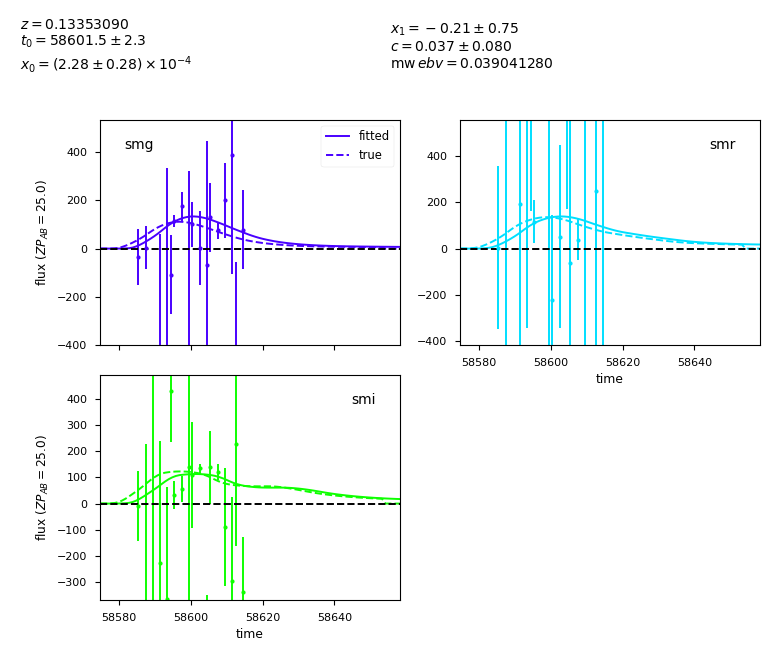 z = 0.13353090
t₀ = 58601.5 ± 2.3
x₀ = (2.28 ± 0.28) × 10⁻⁴
x₁ = −0.21 ± 0.75
c = 0.037 ± 0.080
mw ebv = 0.039041280
smg
fitted
true
400
200
0
−200
−400
flux (ZP_AB = 25.0)
smr
400
200
0
−200
−400
58580 58600 58620 58640
time
smi
400
300
200
100
0
−100
−200
−300
flux (ZP_AB = 25.0)
58580 58600 58620 58640
time